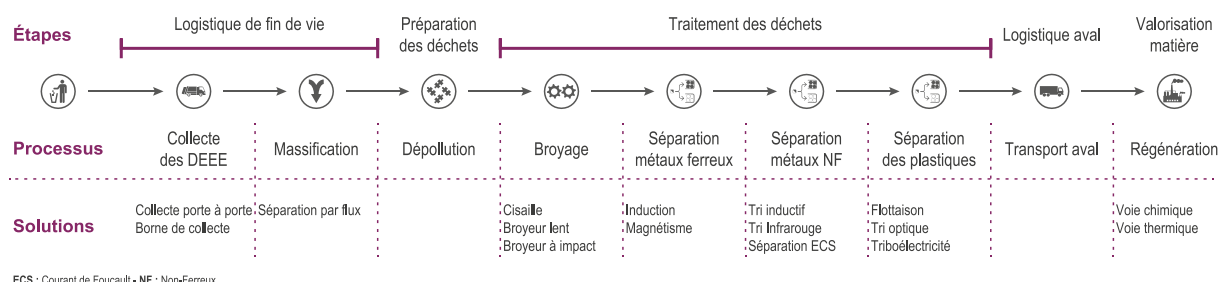 Étapes
Logistique de fin de vie
Préparation
des déchets
Traitement des déchets
Logistique aval
Valorisation
matière
Processus
Collecte
des DEEE
Massification
Dépollution
Broyage
Séparation
métaux ferreux
Séparation
métaux NF
Séparation
des plastiques
Transport aval
Régénération
Solutions
Collecte porte à porte
Borne de collecte
Séparation par flux
Cisaille
Broyeur lent
Broyeur à impact
Induction
Magnétisme
Tri inductif
Tri Infrarouge
Séparation ECS
Flottaison
Tri optique
Triboélectricité
Voie chimique
Voie thermique
ECS : Courant de Foucault - NF : Non-Ferreux